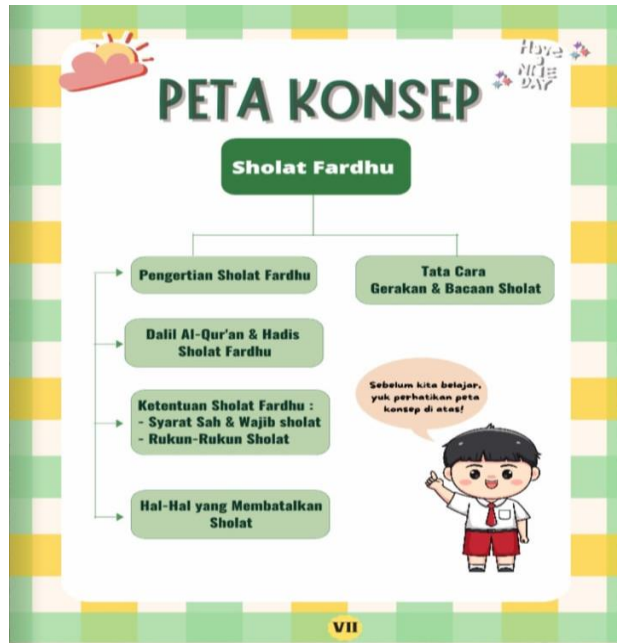 Have
a
NICE
DAY
PETA KONSEP
Sholat Fardhu
Pengertian Sholat Fardhu
Tata Cara
Gerakan & Bacaan Sholat
Dalil Al-Qur'an & Hadis
Sholat Fardhu
Ketentuan Sholat Fardhu :
- Syarat Sah & Wajib sholat
- Rukun-Rukun Sholat
Hal-Hal yang Membatalkan
Sholat
Sebelum kita belajar,
yuk perhatikan peta
konsep di atas!
VII